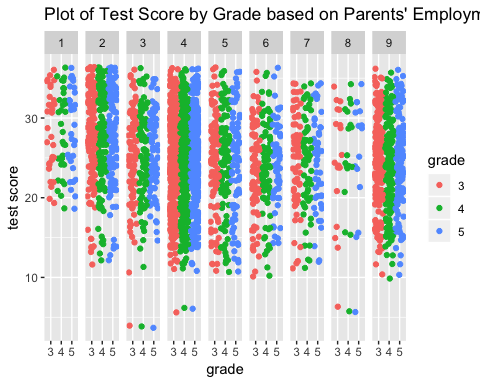 Plot of Test Score by Grade based on Parents' Employm
1 2 3 4 5 6 7 8 9
30
20
10
test score
3 4 5 3 4 5 3 4 5 3 4 5 3 4 5 3 4 5 3 4 5 3 4 5 3 4 5
grade
grade
3
4
5